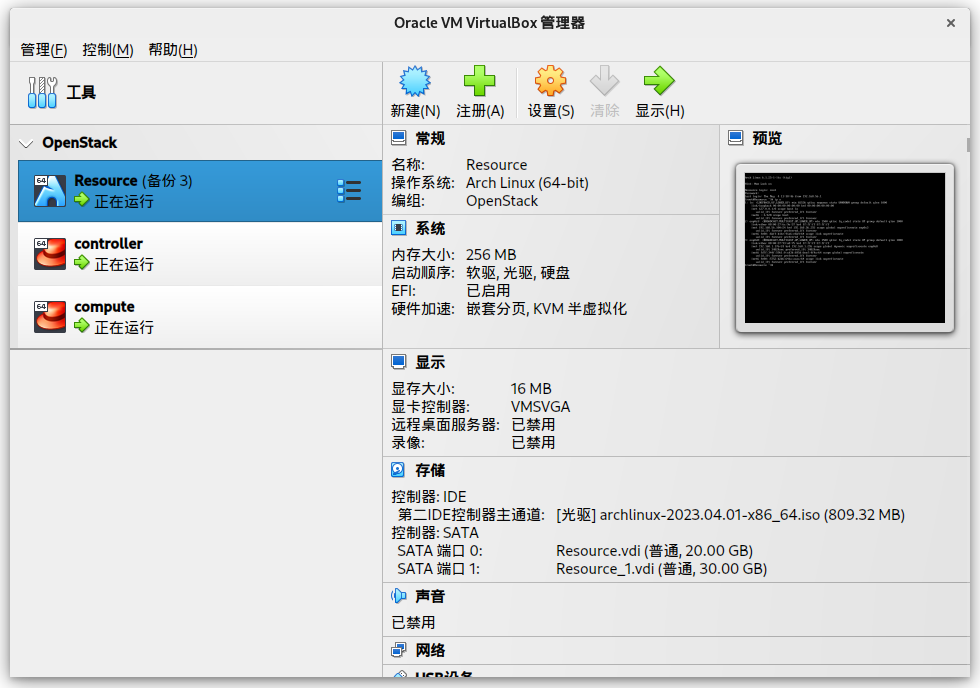 Oracle VM VirtualBox 管理器
管理(F) 控制(M) 帮助(H)
工具
新建(N) 注册(A) 设置(S) 清除 显示(H)
OpenStack
64 Resource (备份 3)
正在运行
64 controller
正在运行
64 compute
正在运行
常规
名称: Resource
操作系统: Arch Linux (64-bit)
编组: OpenStack
系统
内存大小: 256 MB
启动顺序: 软驱, 光驱, 硬盘
EFI: 已启用
硬件加速: 嵌套分页, KVM 半虚拟化
预览
显示
显存大小: 16 MB
显卡控制器: VMSVGA
远程桌面服务器: 已禁用
录像: 已禁用
存储
控制器: IDE
第二IDE控制器主通道: [光驱] archlinux-2023.04.01-x86_64.iso (809.32 MB)
控制器: SATA
SATA 端口 0: Resource.vdi (普通, 20.00 GB)
SATA 端口 1: Resource_1.vdi (普通, 30.00 GB)
声音
已禁用
网络
USB设备